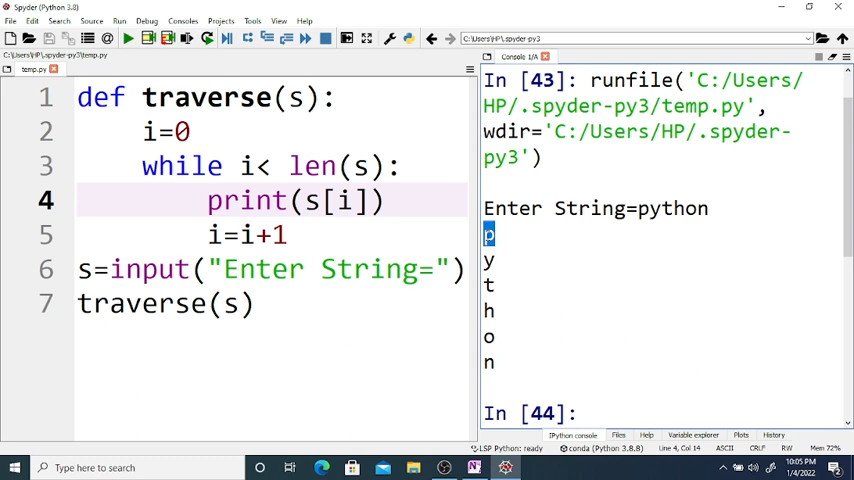 Spyder (Python 3.8)
File Edit Search Source Run Debug Consoles Projects Tools View Help
C:\Users\HP\.spyder-py3
C:\Users\HP\.spyder-py3\temp.py
temp.py
Console 1/A
1 def traverse(s):
2 i=0
3 while i< len(s):
4 print(s[i])
5 i=i+1
6 s=input("Enter String=")
7 traverse(s)
In [43]: runfile('C:/Users/
HP/.spyder-py3/temp.py',
wdir='C:/Users/HP/.spyder-
py3')
Enter String=python
p
y
t
h
o
n
In [44]:
IPython console Files Help Variable explorer Plots History
LSP Python: ready conda (Python 3.8.8) Line 4, Col 14 ASCII CRLF RW Mem 72%
Type here to search
10:05 PM
1/4/2022
2